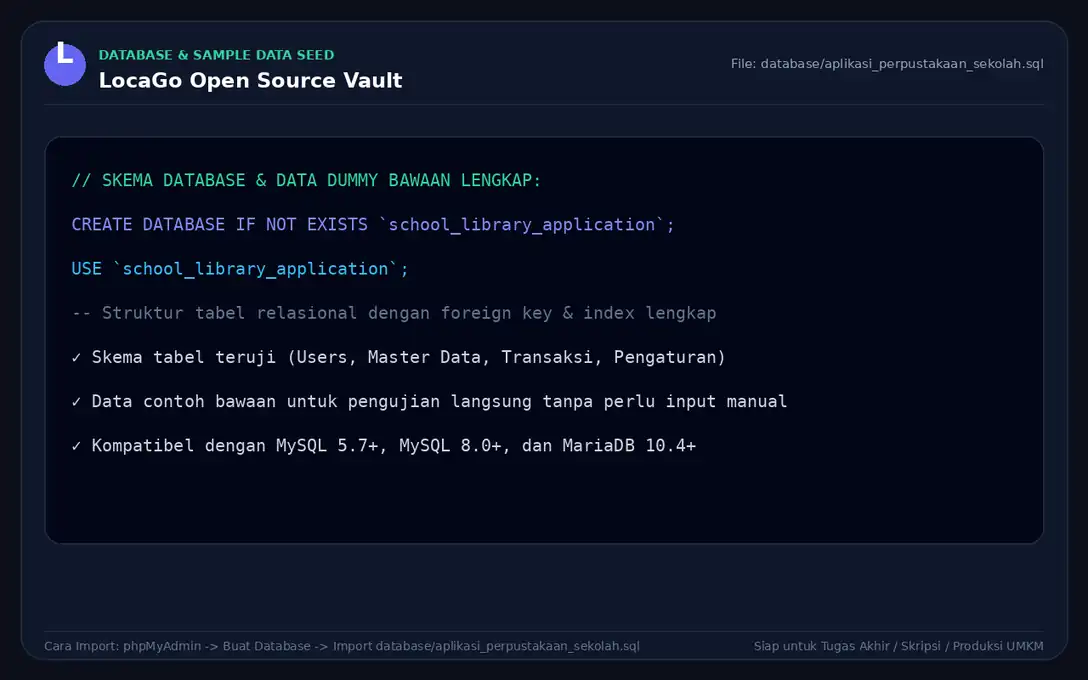 L
DATABASE & SAMPLE DATA SEED
LocaGo Open Source Vault
File: database/aplikasi_perpustakaan_sekolah.sql
// SKEMA DATABASE & DATA DUMMY BAWAAN LENGKAP:
CREATE DATABASE IF NOT EXISTS `school_library_application`;
USE `school_library_application`;
-- Struktur tabel relasional dengan foreign key & index lengkap
✓ Skema tabel teruji (Users, Master Data, Transaksi, Pengaturan)
✓ Data contoh bawaan untuk pengujian langsung tanpa perlu input manual
✓ Kompatibel dengan MySQL 5.7+, MySQL 8.0+, dan MariaDB 10.4+
Cara Import: phpMyAdmin -> Buat Database -> Import database/aplikasi_perpustakaan_sekolah.sql
Siap untuk Tugas Akhir / Skripsi / Produksi UMKM